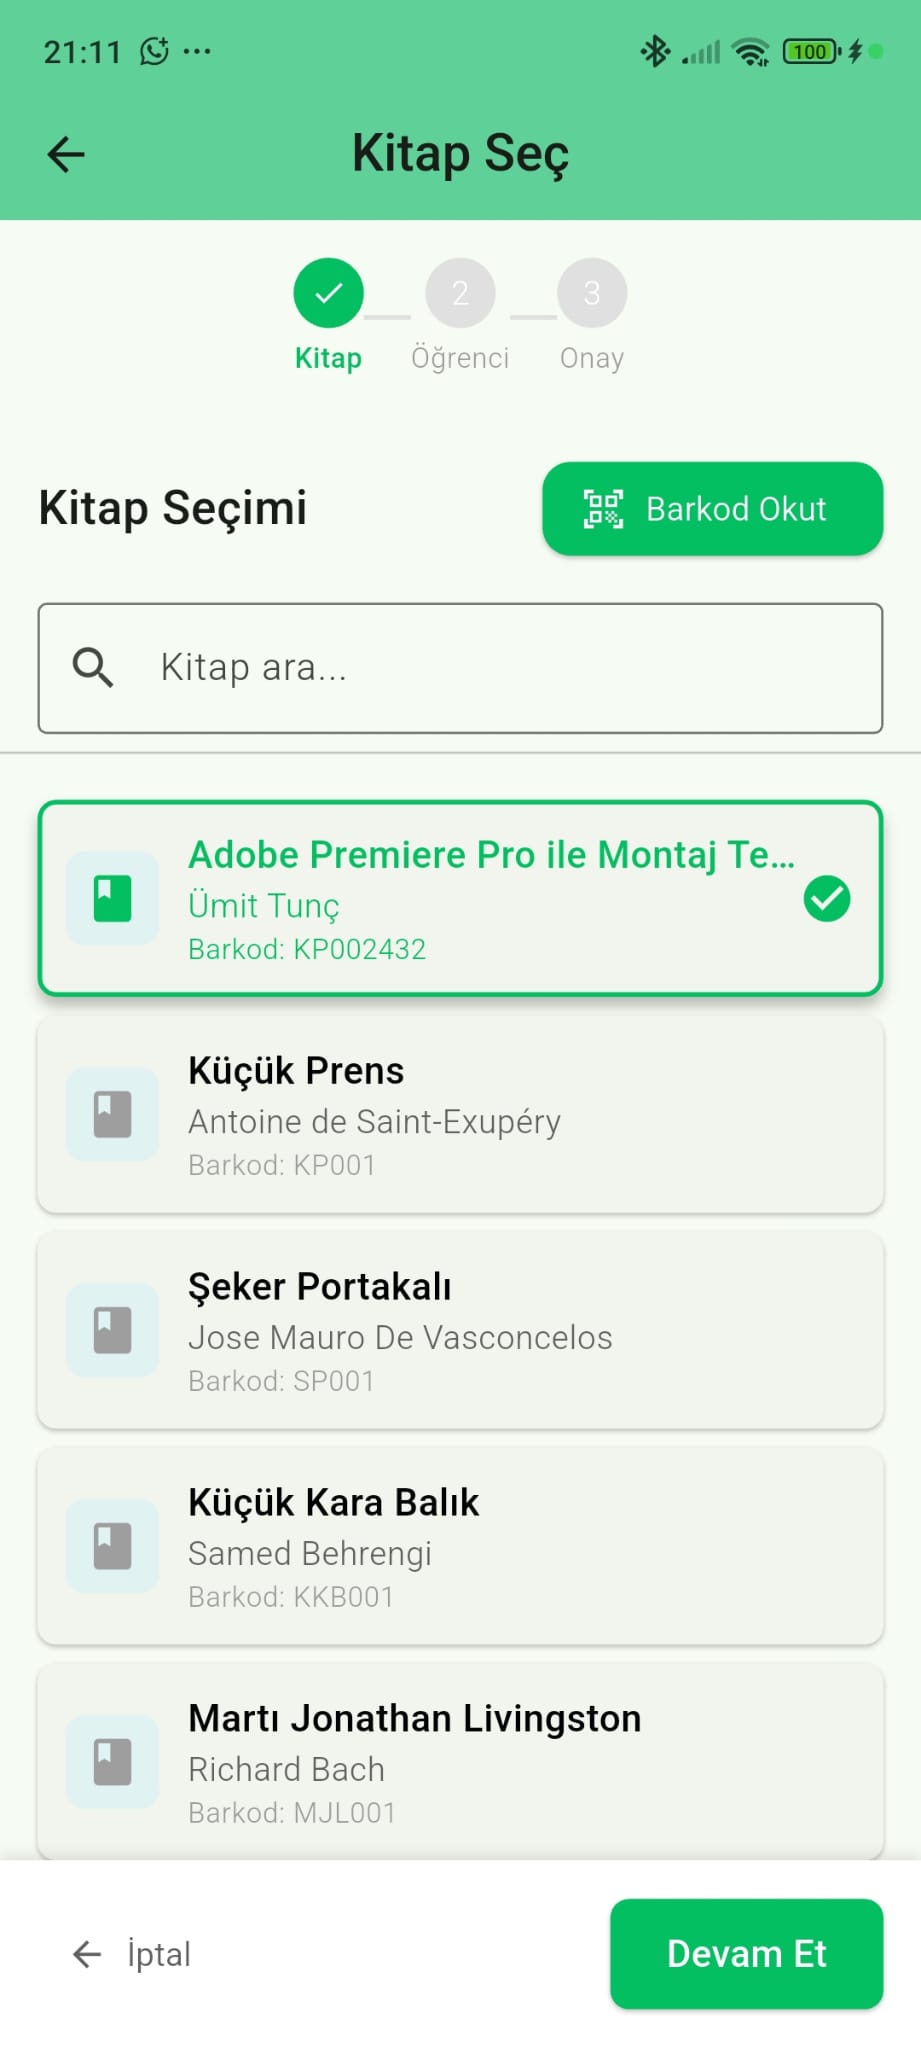 21:11
100
Kitap Seç
2
3
Kitap
Öğrenci
Onay
Kitap Seçimi
Barkod Okut
Kitap ara...
Adobe Premiere Pro ile Montaj Te...
Ümit Tunç
Barkod: KP002432
Küçük Prens
Antoine de Saint-Exupéry
Barkod: KP001
Şeker Portakalı
Jose Mauro De Vasconcelos
Barkod: SP001
Küçük Kara Balık
Samed Behrengi
Barkod: KKB001
Martı Jonathan Livingston
Richard Bach
Barkod: MJL001
İptal
Devam Et